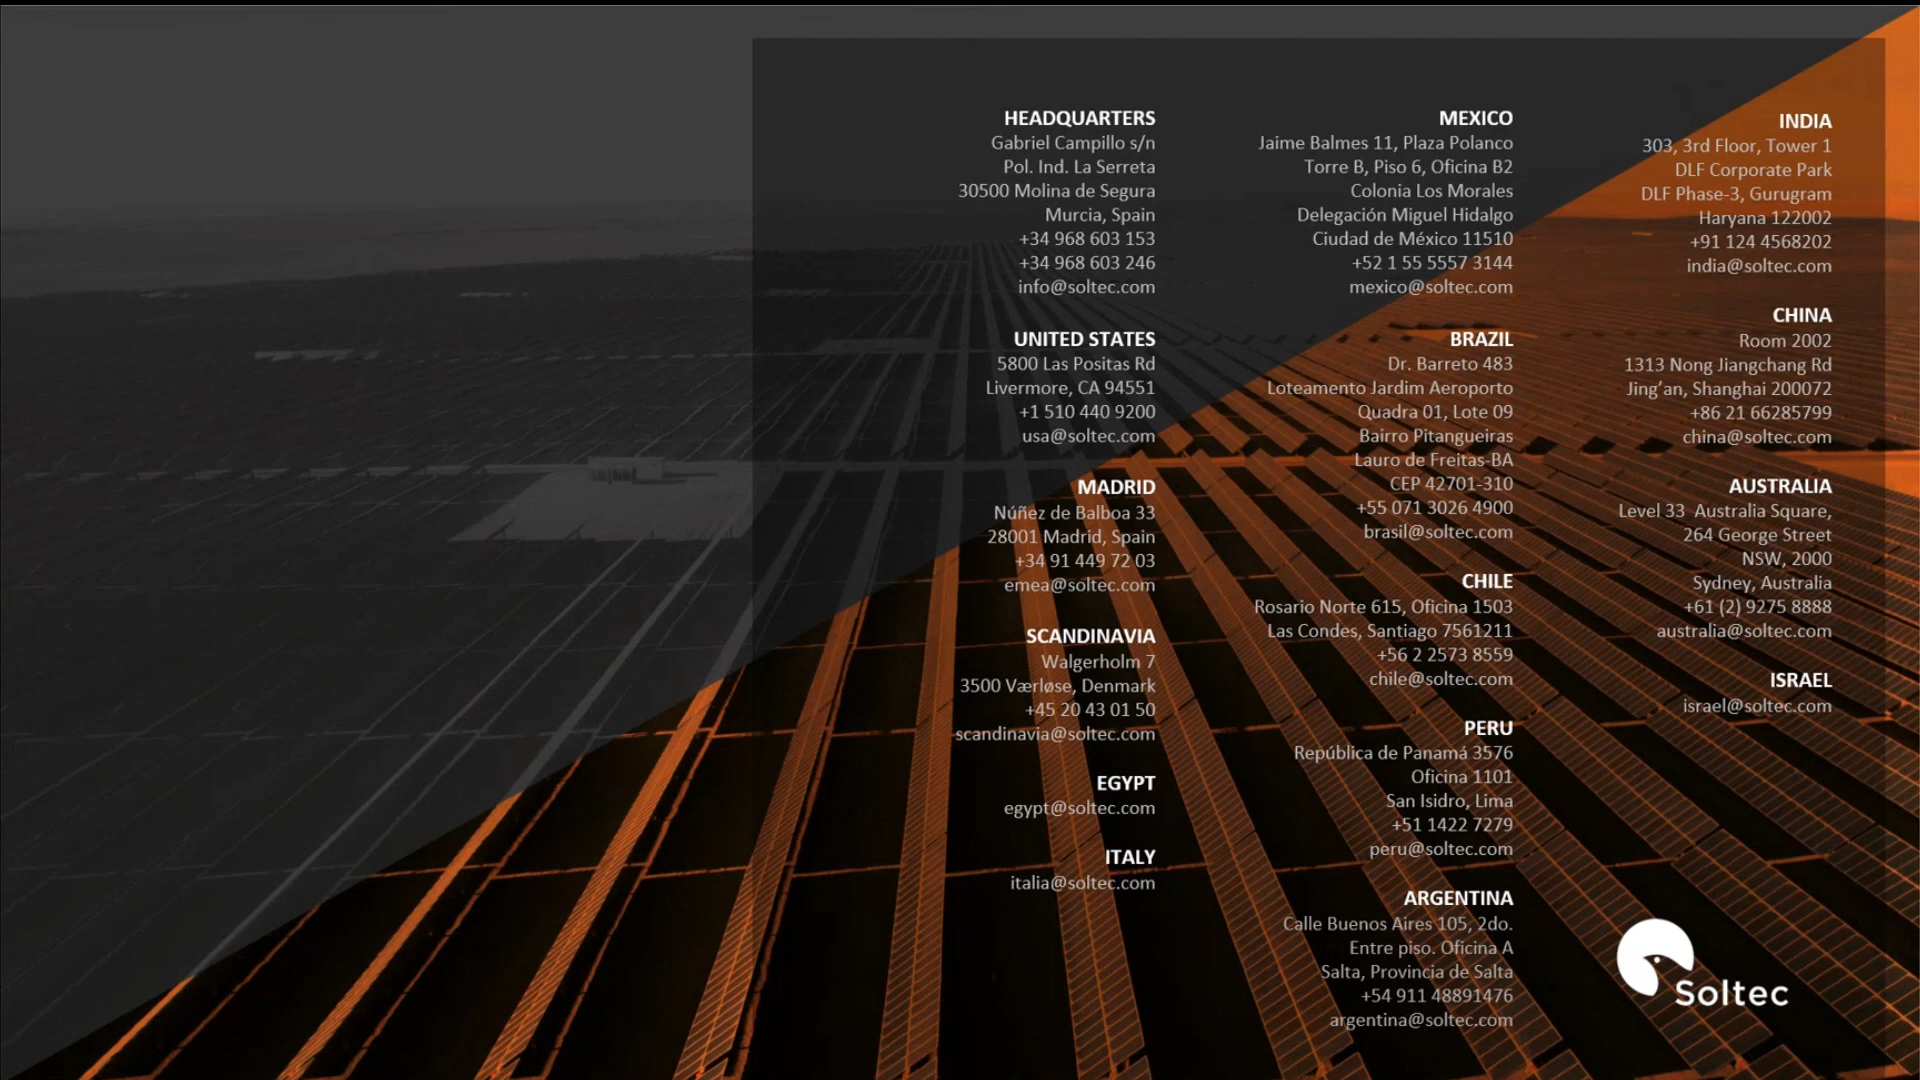 HEADQUARTERS
Gabriel Campillo s/n
Pol. Ind. La Serreta
30500 Molina de Segura
Murcia, Spain
+34 968 603 153
+34 968 603 246
info@soltec.com
UNITED STATES
5800 Las Positas Rd
Livermore, CA 94551
+1 510 440 9200
usa@soltec.com
MADRID
Núñez de Balboa 33
28001 Madrid, Spain
+34 91 449 72 03
emea@soltec.com
SCANDINAVIA
Walgerholm 7
3500 Værløse, Denmark
+45 20 43 01 50
scandinavia@soltec.com
EGYPT
egypt@soltec.com
ITALY
italia@soltec.com
MEXICO
Jaime Balmes 11, Plaza Polanco
Torre B, Piso 6, Oficina B2
Colonia Los Morales
Delegación Miguel Hidalgo
Ciudad de México 11510
+52 1 55 5557 3144
mexico@soltec.com
BRAZIL
Dr. Barreto 483
Loteamento Jardim Aeroporto
Quadra 01, Lote 09
Bairro Pitangueiras
Lauro de Freitas-BA
CEP 42701-310
+55 071 3026 4900
brasil@soltec.com
CHILE
Rosario Norte 615, Oficina 1503
Las Condes, Santiago 7561211
+56 2 2573 8559
chile@soltec.com
PERU
República de Panamá 3576
Oficina 1101
San Isidro, Lima
+51 1422 7279
peru@soltec.com
ARGENTINA
Calle Buenos Aires 105, 2do.
Entre piso. Oficina A
Salta, Provincia de Salta
+54 911 48891476
argentina@soltec.com
INDIA
303, 3rd Floor, Tower 1
DLF Corporate Park
DLF Phase-3, Gurugram
Haryana 122002
+91 124 4568202
india@soltec.com
CHINA
Room 2002
1313 Nong Jiangchang Rd
Jing’an, Shanghai 200072
+86 21 66285799
china@soltec.com
AUSTRALIA
Level 33 Australia Square,
264 George Street
NSW, 2000
Sydney, Australia
+61 (2) 9275 8888
australia@soltec.com
ISRAEL
israel@soltec.com
Soltec